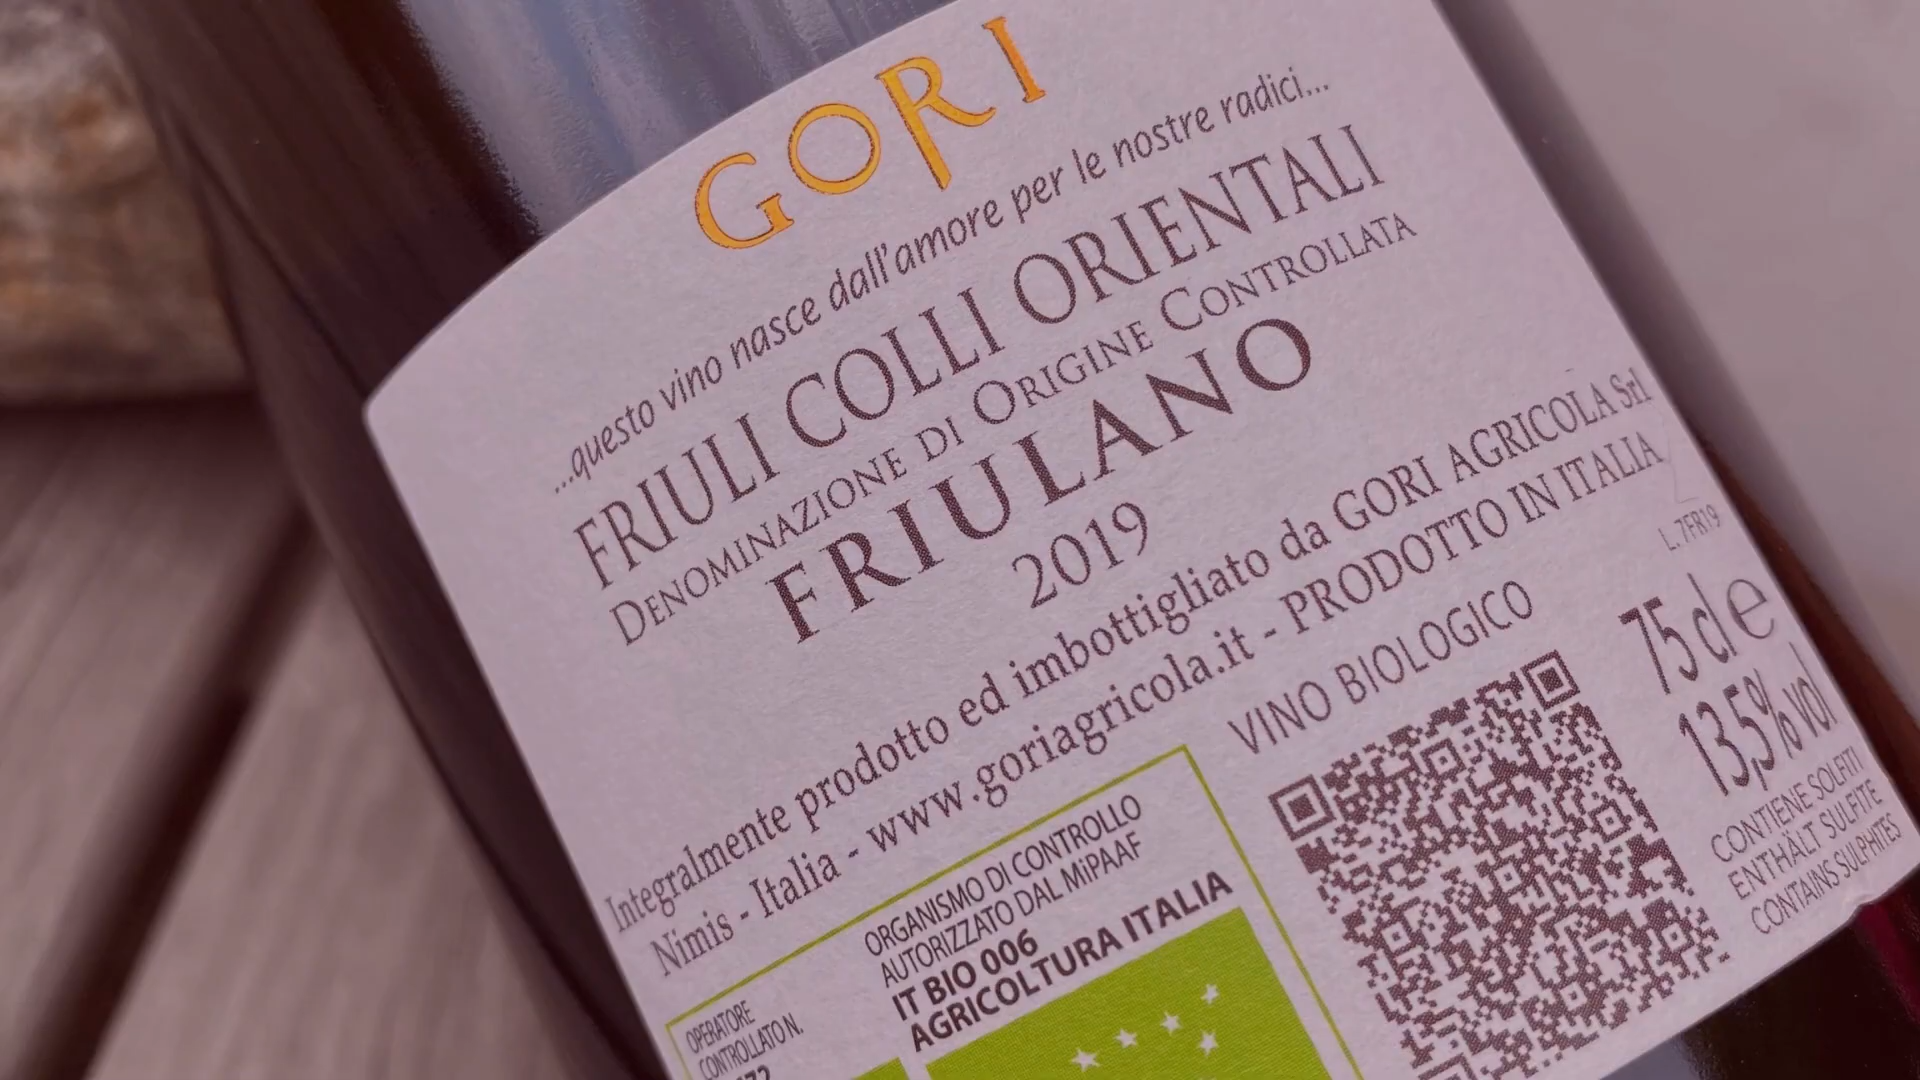 GORI
...questo vino nasce dall'amore per le nostre radici...
FRIULI COLLI ORIENTALI
DENOMINAZIONE DI ORIGINE CONTROLLATA
FRIULANO
2019
Integralmente prodotto ed imbottigliato da GORI AGRICOLA Srl
Nimis - Italia - www.goriagricola.it - PRODOTTO IN ITALIA
L. 7FR19
VINO BIOLOGICO
75 cl e
13,5% vol
CONTIENE SOLFITI
ENTHÄLT SULFITE
CONTAINS SULPHITES
ORGANISMO DI CONTROLLO
AUTORIZZATO DAL MiPAAF
IT BIO 006
AGRICOLTURA ITALIA
OPERATORE
CONTROLLATO N.